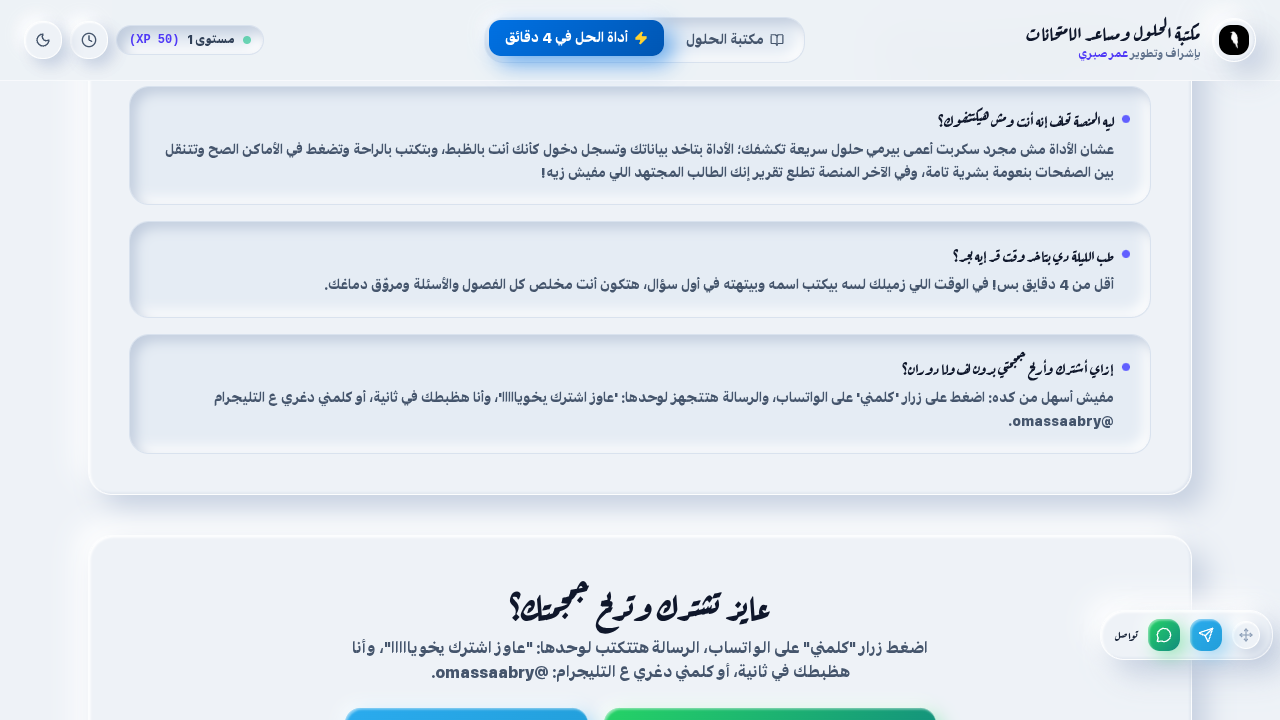 مكتبة الحلول ومساعد الامتحانات
بإشراف وتطوير عمر صبري
مكتبة الحلول
أداة الحل في 4 دقائق
مستوى 1 (50 XP)
ليه المنصة تحلف إنه أنت ومش هيكتشفوك؟
عشان الأداة مش مجرد سكربت أعمى بيرمي حلول سريعة تكشفك؛ الأداة بتاخد بياناتك وتسجل دخول كأنك أنت بالظبط، وبتكتب بالراحة وتضغط في الأماكن الصح وتتنقل
بين الصفحات بنعومة بشرية تامة، وفي الآخر المنصة تطلع تقرير إنك الطالب المجتهد اللي مفيش زيه!
طب الليلة دي بتاخد وقت قد إيه بجد؟
أقل من 4 دقايق بس! في الوقت اللي زميلك لسه بيكتب اسمه وبيتهته في أول سؤال، هتكون أنت مخلص كل الفصول والأسئلة ومروّق دماغك.
إزاي أشترك وأريح جمجمتي بدون لف ولا دوران؟
مفيش أسهل من كده: اضغط على زرار 'كلمني' على الواتساب، والرسالة هتتجهز لوحدها: 'عاوز اشترك يخوياااااا'، وأنا هظبطك في ثانية، أو كلمني دغري ع التليجرام
@omassaabry.
عايز تشترك وتريح جمجمتك؟
اضغط زرار "كلمني" على الواتساب، الرسالة هتتكتب لوحدها: "عاوز اشترك يخوياااااا"، وأنا
هظبطك في ثانية، أو كلمني دغري ع التليجرام: @omassaabry.
تواصل